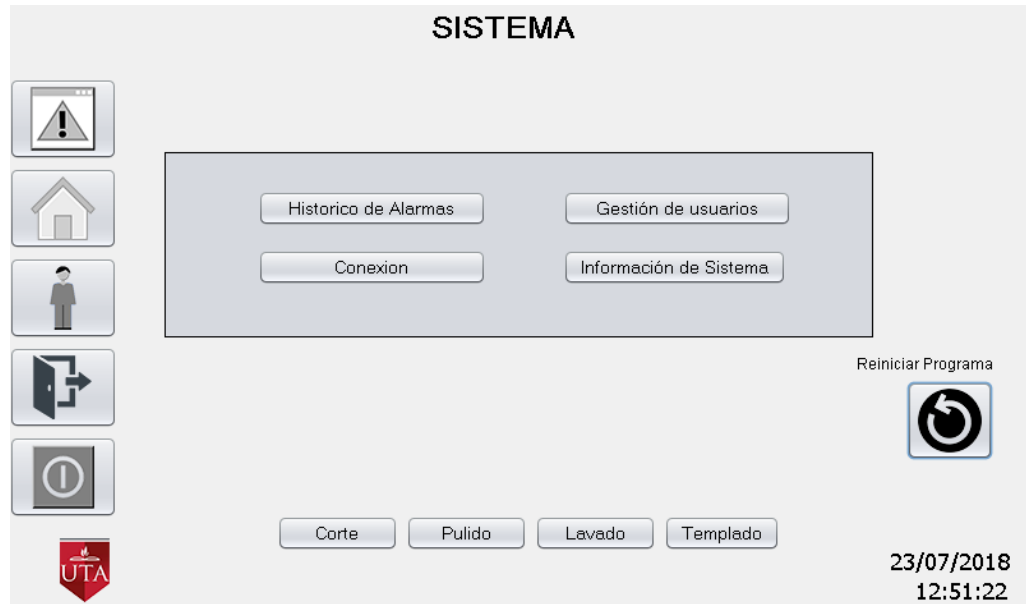 SISTEMA
Historico de Alarmas
Gestión de usuarios
Conexion
Información de Sistema
Reiniciar Programa
Corte
Pulido
Lavado
Templado
UTA
23/07/2018
12:51:22